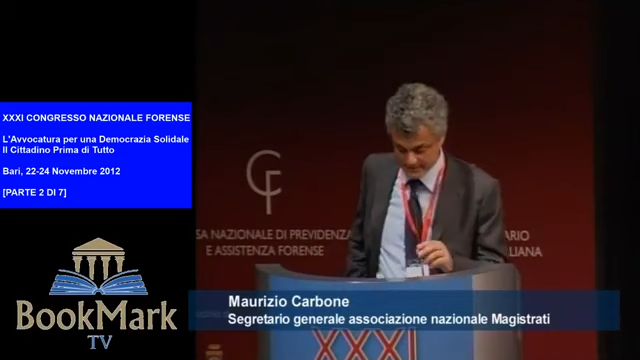 XXXI CONGRESSO NAZIONALE FORENSE
L'Avvocatura per una Democrazia Solidale
Il Cittadino Prima di Tutto
Bari, 22-24 Novembre 2012
[PARTE 2 DI 7]
BookMark
TV
CF
NAZIONALE DI PREVIDENZA
E ASSISTENZA FORENSE
Maurizio Carbone
Segretario generale associazione nazionale Magistrati
XXXI